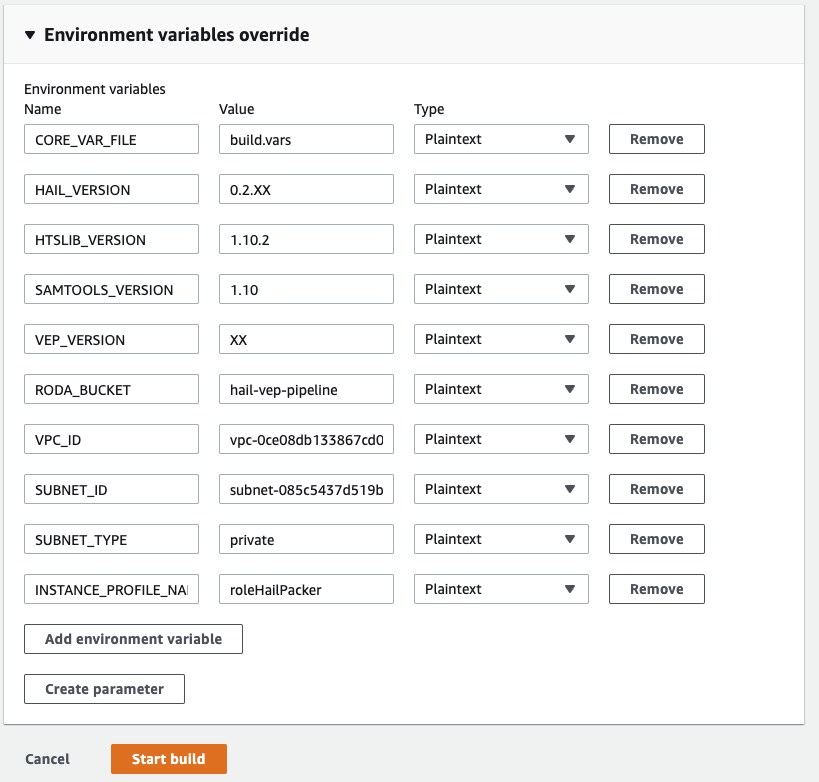 Environment variables override
Environment variables
Name Value Type
CORE_VAR_FILE build.vars Plaintext Remove
HAIL_VERSION 0.2.XX Plaintext Remove
HTSLIB_VERSION 1.10.2 Plaintext Remove
SAMTOOLS_VERSION 1.10 Plaintext Remove
VEP_VERSION XX Plaintext Remove
RODA_BUCKET hail-vep-pipeline Plaintext Remove
VPC_ID vpc-0ce08db133867cd0 Plaintext Remove
SUBNET_ID subnet-085c5437d519b Plaintext Remove
SUBNET_TYPE private Plaintext Remove
INSTANCE_PROFILE_NA roleHailPacker Plaintext Remove
Add environment variable
Create parameter
Cancel Start build